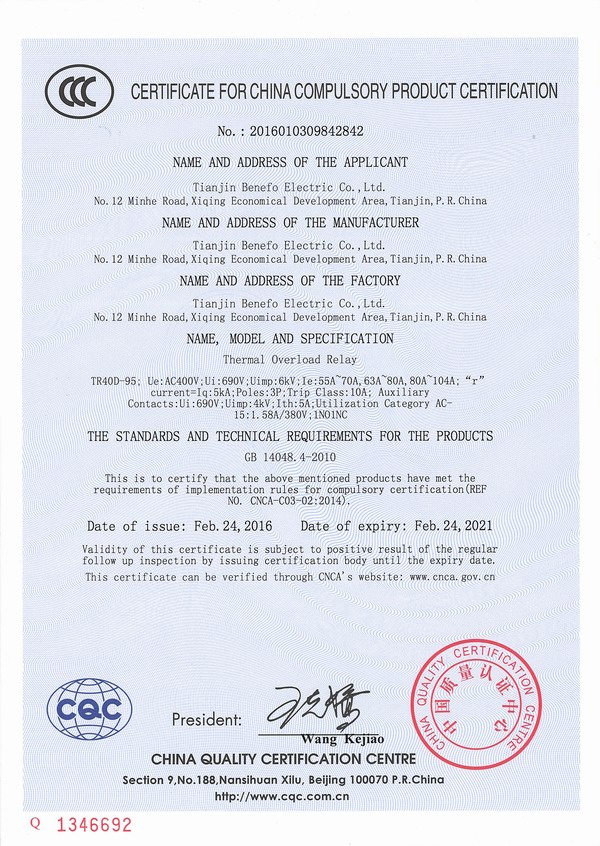 CCC
CERTIFICATE FOR CHINA COMPULSORY PRODUCT CERTIFICATION
No. : 2016010309842842
NAME AND ADDRESS OF THE APPLICANT
Tianjin Benefo Electric Co., Ltd.
No. 12 Minhe Road, Xiqing Economical Development Area, Tianjin, P. R. China
NAME AND ADDRESS OF THE MANUFACTURER
Tianjin Benefo Electric Co., Ltd.
No. 12 Minhe Road, Xiqing Economical Development Area, Tianjin, P. R. China
NAME AND ADDRESS OF THE FACTORY
Tianjin Benefo Electric Co., Ltd.
No. 12 Minhe Road, Xiqing Economical Development Area, Tianjin, P. R. China
NAME, MODEL AND SPECIFICATION
Thermal Overload Relay
TR40D-95; Ue:AC400V;Ui:690V;Uimp:6kV;Ie:55A~70A, 63A~80A, 80A~104A; “r”
current=Iq:5kA;Poles:3P;Trip Class:10A; Auxiliary
Contacts:Ui:690V;Uimp:4kV;Ith:5A;Utilization Category AC-
15:1.58A/380V;1NO1NC
THE STANDARDS AND TECHNICAL REQUIREMENTS FOR THE PRODUCTS
GB 14048.4-2010
This is to certify that the above mentioned products have met the
requirements of implementation rules for compulsory certification(REF
NO. CNCA-C03-02:2014).
Date of issue: Feb. 24, 2016 Date of expiry: Feb. 24, 2021
Validity of this certificate is subject to positive result of the regular
follow up inspection by issuing certification body until the expiry date.
This certificate can be verified through CNCA's website: www.cnca.gov.cn
CQC
President:
王克娇
Wang Kejiao
CHINA QUALITY CERTIFICATION CENTRE
中国质量认证中心
CHINA QUALITY CERTIFICATION CENTRE
Section 9, No.188, Nansihuan Xilu, Beijing 100070 P.R.China
http://www.cqc.com.cn
Q 1346692